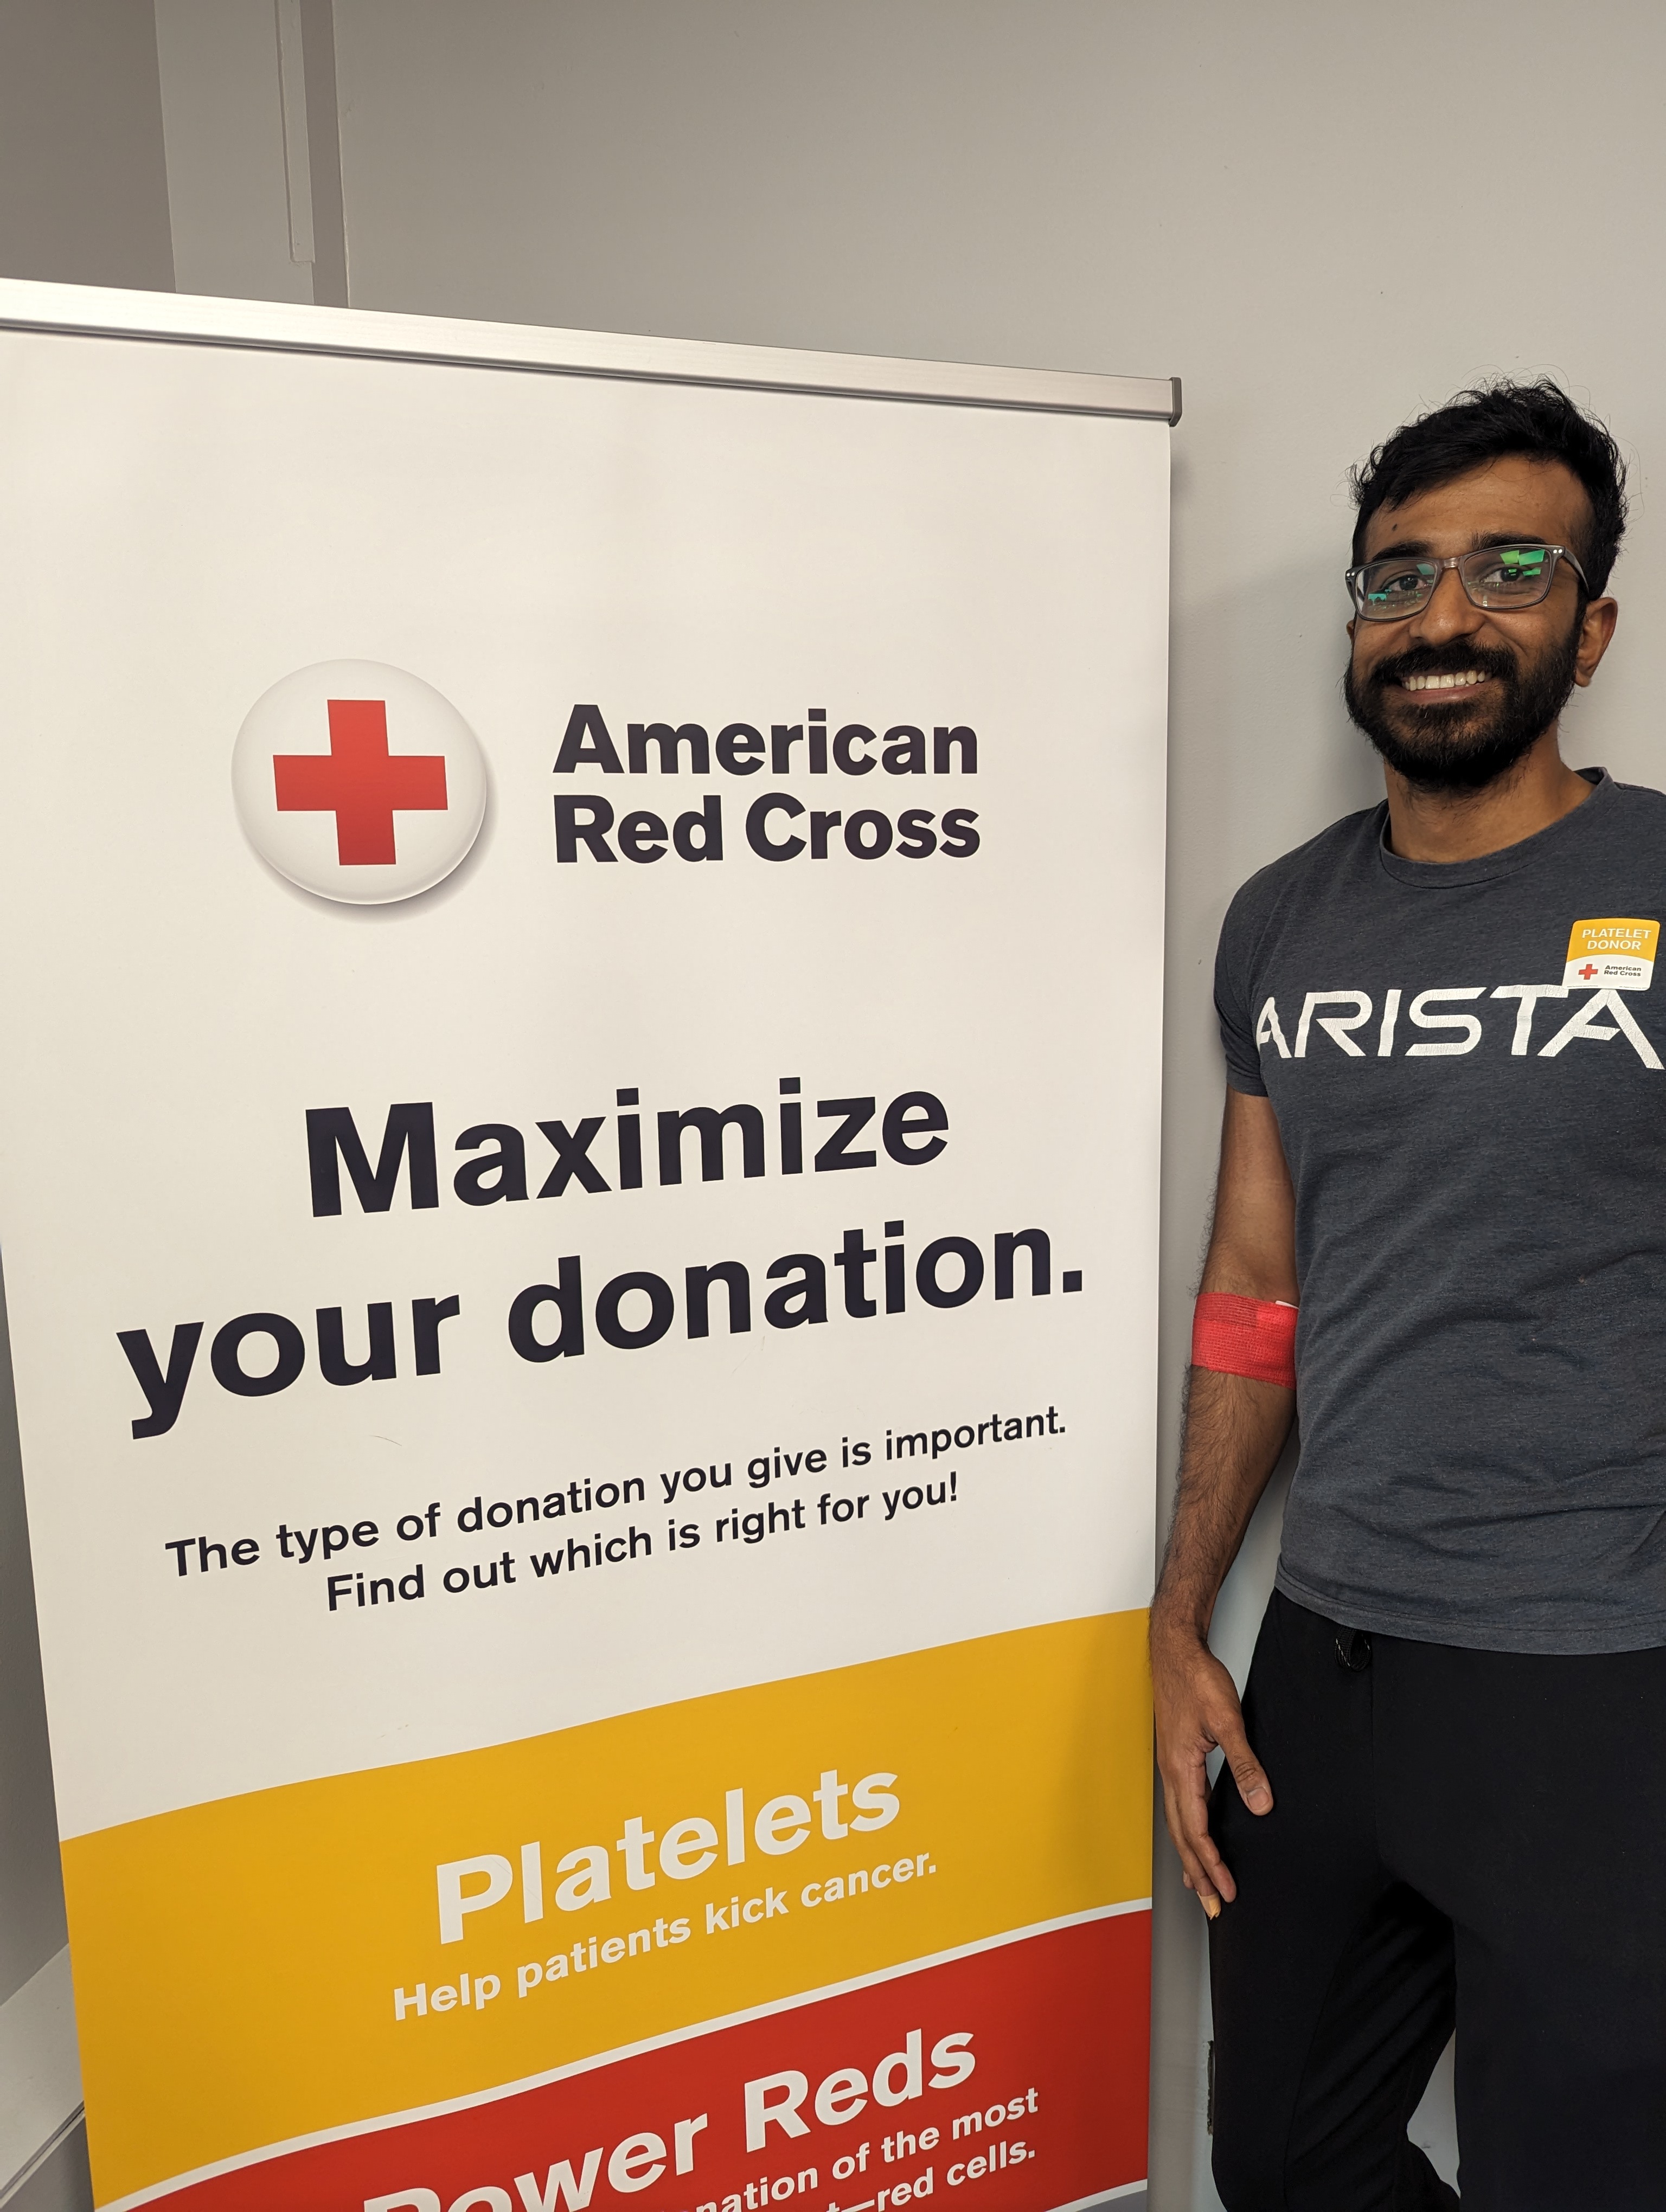 American
Red Cross
Maximize
your donation.
The type of donation you give is important.
Find out which is right for you!
Platelets
Help patients kick cancer.
Power Reds
of the most
red cells.
PLATELET
DONOR
American
Red Cross
ARISTA